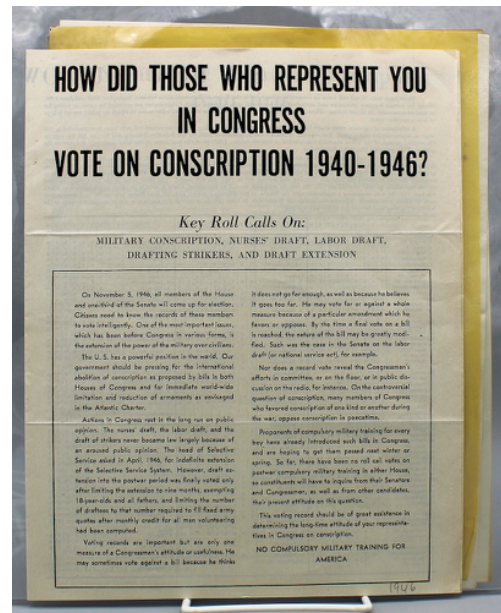 HOW DID THOSE WHO REPRESENT YOU
IN CONGRESS
VOTE ON CONSCRIPTION 1940-1946?
Key Roll Calls On:
MILITARY CONSCRIPTION, NURSES' DRAFT, LABOR DRAFT,
DRAFTING STRIKERS, AND DRAFT EXTENSION
On November 5, 1946, all members of the House
and one-third of the Senate will come up for election.
Citizens need to know the records of these members
to vote intelligently. One of the most important issues,
which has been before Congress in various forms, is
the extension of the power of the military over civilians.
The U. S. has a powerful position in the world. Our
government should be pressing for the international
abolition of conscription as proposed by bills in both
Houses of Congress and for immediate world-wide
limitation and reduction of armaments as envisaged
in the Atlantic Charter.
Actions in Congress rest in the long run on public
opinion. The nurses' draft, the labor draft, and the
draft of strikers never became law largely because of
an aroused public opinion. The head of Selective
Service asked in April, 1946, for indefinite extension
of the Selective Service System. However, draft ex-
tension into the postwar period was finally voted only
after limiting the extension to nine months, exempting
18-year-olds and all fathers, and limiting the number
of draftees to that number required to fill fixed army
quotas after monthly credit for all men volunteering
had been computed.
Voting records are important but are only one
measure of a Congressman's attitude or usefulness. He
may sometimes vote against a bill because he thinks
it does not go far enough, as well as because he believes
it goes too far. He may vote for or against a whole
measure because of a particular amendment which he
favors or opposes. By the time a final vote on a bill
is reached, the nature of the bill may be greatly modi-
fied. Such was the case in the Senate on the labor
draft (or national service act), for example.
Nor does a record vote reveal the Congressman's
efforts in committee, or on the floor, or in public dis-
cussion on the radio, for instance. On the controversial
question of conscription, many members of Congress
who favored conscription of one kind or another during
the war, oppose conscription in peacetime.
Proponents of compulsory military training for every
boy have already introduced such bills in Congress,
and are hoping to get them passed next winter or
spring. So far, there have been no roll call votes on
postwar compulsory military training in either House,
so constituents will have to inquire from their Senators
and Congressmen, as well as from other candidates,
their present attitude on this question.
This voting record should be of great assistance in
determining the long-time attitude of your representa-
tives in Congress on conscription.
NO COMPULSORY MILITARY TRAINING FOR
AMERICA
1946